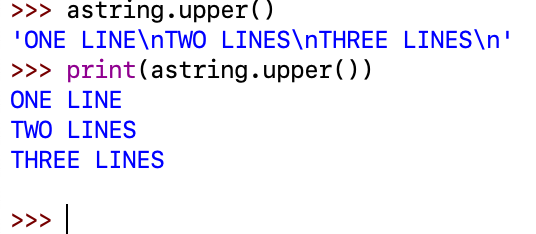 >>> astring.upper()
'ONE LINE\nTWO LINES\nTHREE LINES\n'
>>> print(astring.upper())
ONE LINE
TWO LINES
THREE LINES

>>>